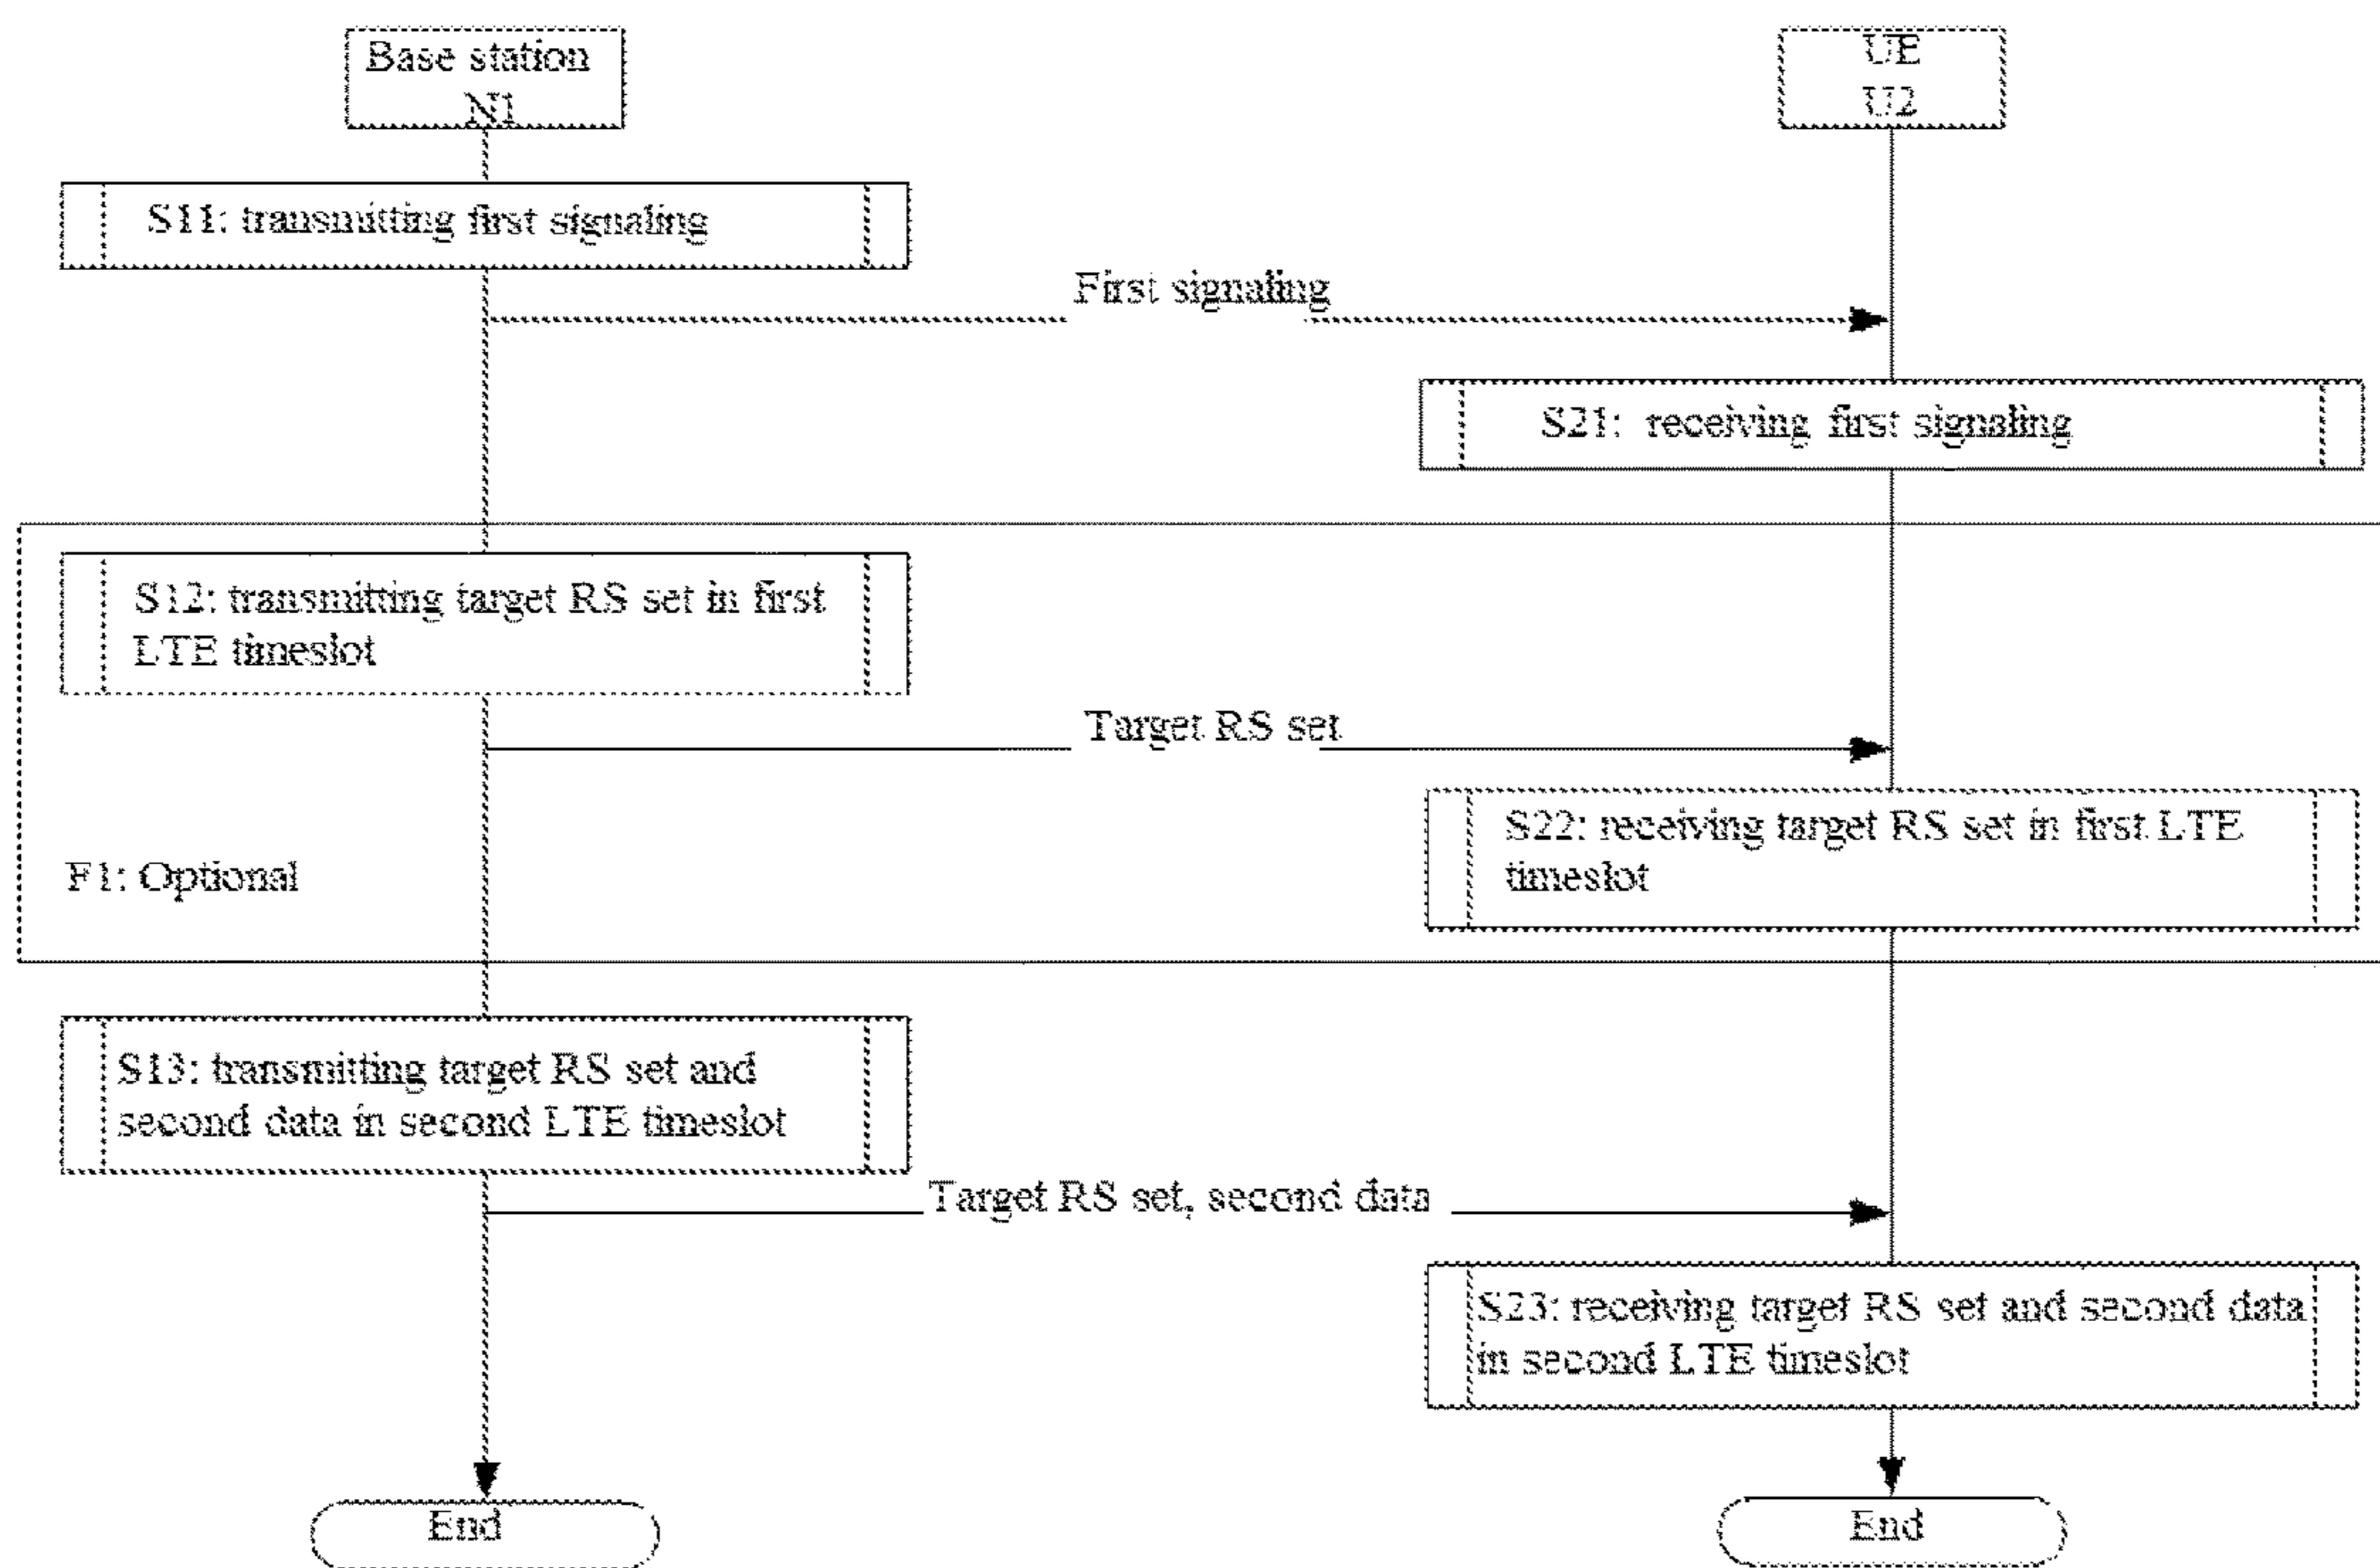 Base station
N1
UE
U2
S11: transmitting first signaling
First signaling
S21: receiving first signaling
S12: transmitting target RS set in first
LTE timeslot
Target RS set
S22: receiving target RS set in first LTE
timeslot
F1: Optional
S13: transmitting target RS set and
second data in second LTE timeslot
Target RS set, second data
S23: receiving target RS set and second data
in second LTE timeslot
End
End